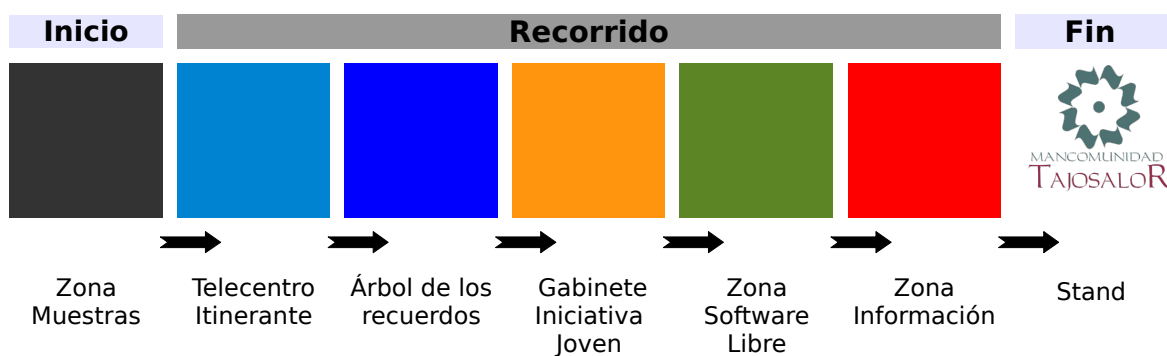 Inicio
Recorrido
Fin
MANCOMUNIDAD
TAJOSALOR
Zona
Muestras
Telecentro
Itinerante
Árbol de los
recuerdos
Gabinete
Iniciativa
Joven
Zona
Software
Libre
Zona
Información
Stand